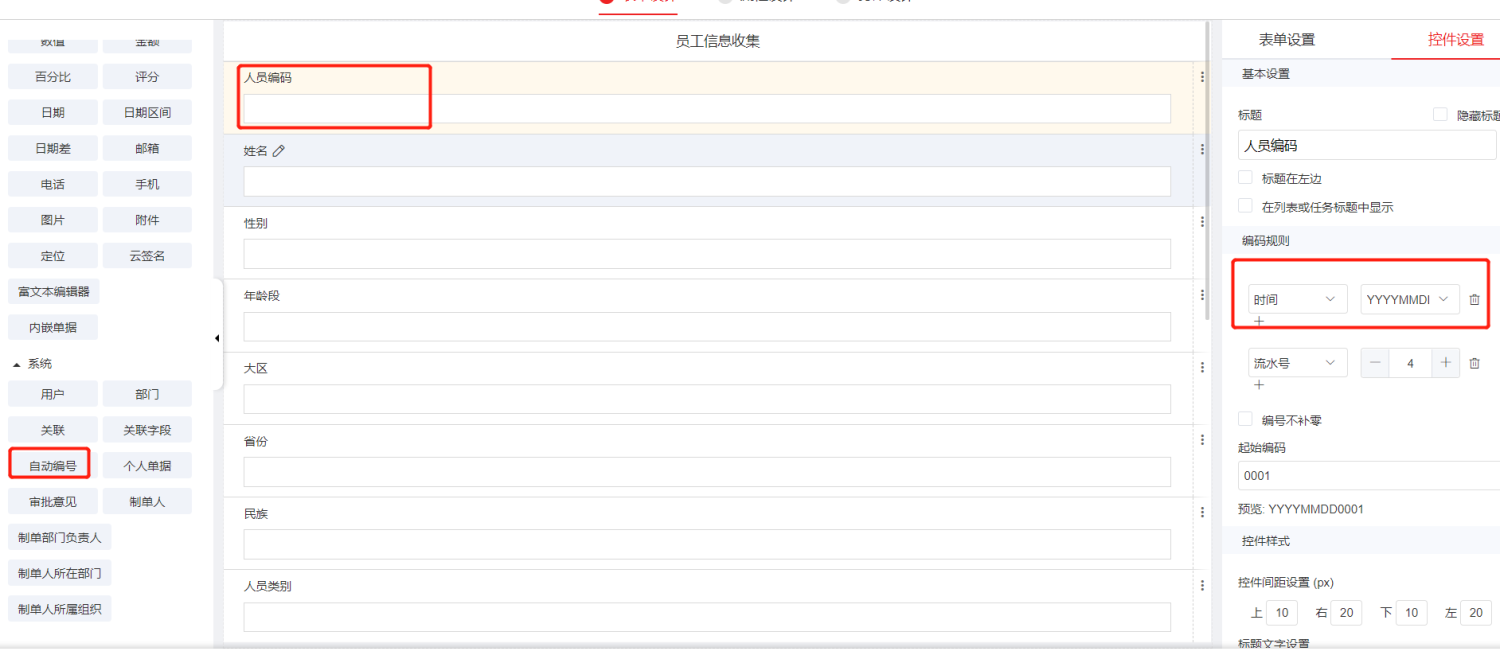 数值 金额
百分比 评分
日期 日期区间
日期差 邮箱
电话 手机
图片 附件
定位 云签名
富文本编辑器
内嵌单据
系统
用户 部门
关联 关联字段
自动编号 个人单据
审批意见 制单人
制单部门负责人
制单人所在部门
制单人所属组织
员工信息收集
人员编码
姓名
性别
年龄段
大区
省份
民族
人员类别
表单设置 控件设置
基本设置
标题 隐藏标题
人员编码
标题在左边
在列表或任务标题中显示
编码规则
时间 YYYYMMDI
+
流水号 − 4 +
+
编号不补零
起始编码
0001
预览: YYYYMMDD0001
控件样式
控件间距设置 (px)
上 10 右 20 下 10 左 20
标题文字设置